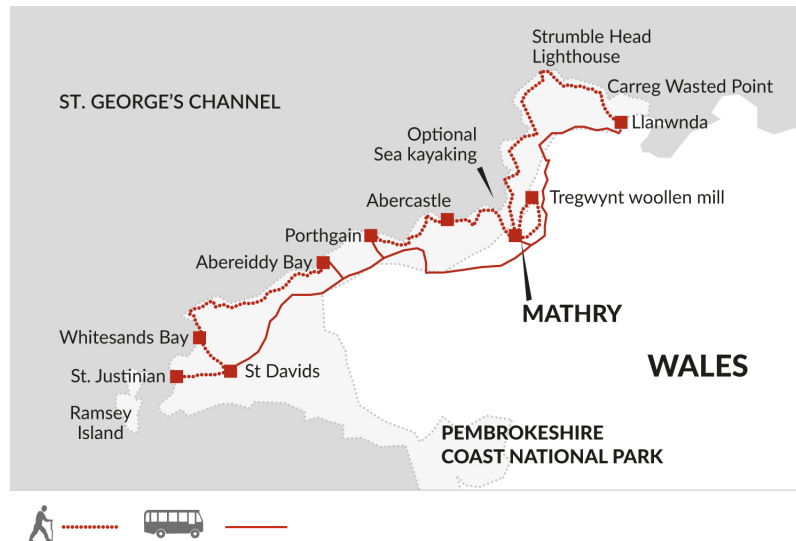 Strumble Head
Lighthouse
Carreg Wasted Point
ST. GEORGE'S CHANNEL
Llanwnda
Optional
Sea kayaking
Abercastle
Tregwynt woollen mill
Porthgain
Abereiddy Bay
MATHRY
Whitesands Bay
WALES
St. Justinian
St Davids
Ramsey
Island
PEMBROKESHIRE
COAST NATIONAL PARK